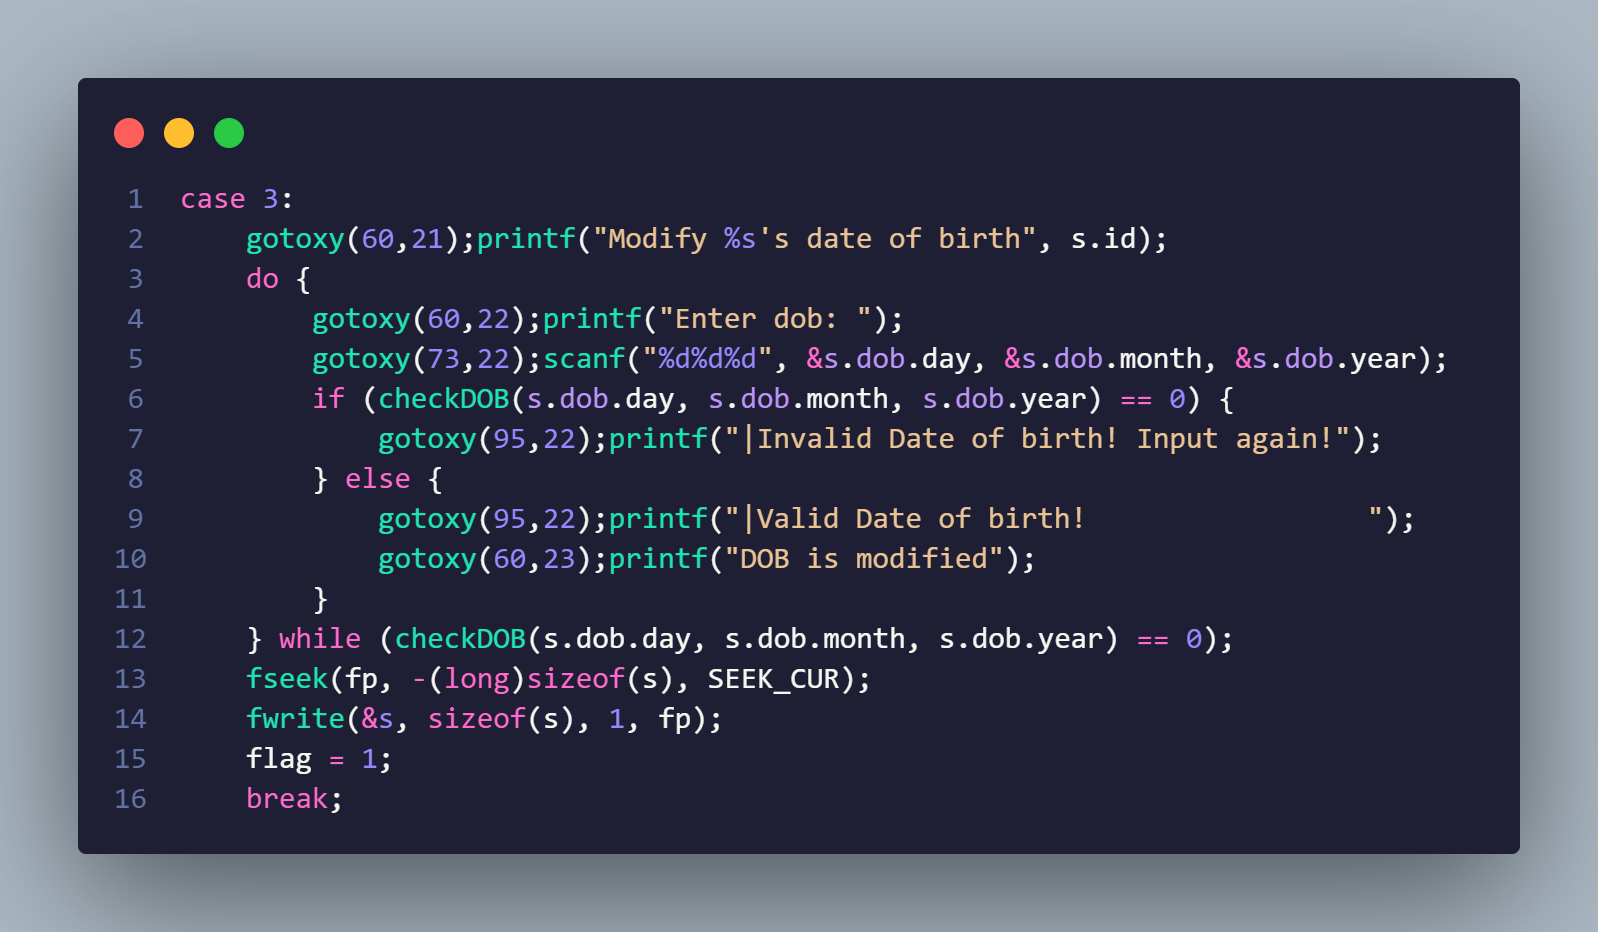 1 case 3:
2     gotoxy(60,21);printf("Modify %s's date of birth", s.id);
3     do {
4         gotoxy(60,22);printf("Enter dob: ");
5         gotoxy(73,22);scanf("%d%d%d", &s.dob.day, &s.dob.month, &s.dob.year);
6         if (checkDOB(s.dob.day, s.dob.month, s.dob.year) == 0) {
7             gotoxy(95,22);printf("|Invalid Date of birth! Input again!");
8         } else {
9             gotoxy(95,22);printf("|Valid Date of birth!                 ");
10             gotoxy(60,23);printf("DOB is modified");
11         }
12     } while (checkDOB(s.dob.day, s.dob.month, s.dob.year) == 0);
13     fseek(fp, -(long)sizeof(s), SEEK_CUR);
14     fwrite(&s, sizeof(s), 1, fp);
15     flag = 1;
16     break;